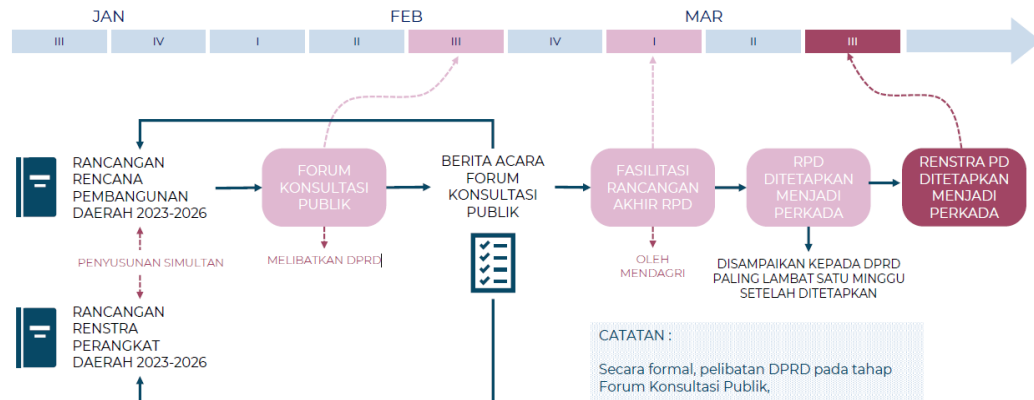 JAN FEB MAR
III IV I II III IV I II III
RANCANGAN
RENCANA
PEMBANGUNAN
DAERAH 2023-2026
FORUM
KONSULTASI
PUBLIK
BERITA ACARA
FORUM
KONSULTASI
PUBLIK
FASILITASI
RANCANGAN
AKHIR RPD
RPD
DITETAPKAN
MENJADI
PERKADA
RENSTRA PD
DITETAPKAN
MENJADI
PERKADA
PENYUSUNAN SIMULTAN
MELIBATKAN DPRD
OLEH
MENDAGRI
DISAMPAIKAN KEPADA DPRD
PALING LAMBAT SATU MINGGU
SETELAH DITETAPKAN
RANCANGAN
RENSTRA
PERANGKAT
DAERAH 2023-2026
CATATAN :
Secara formal, pelibatan DPRD pada tahap
Forum Konsultasi Publik,